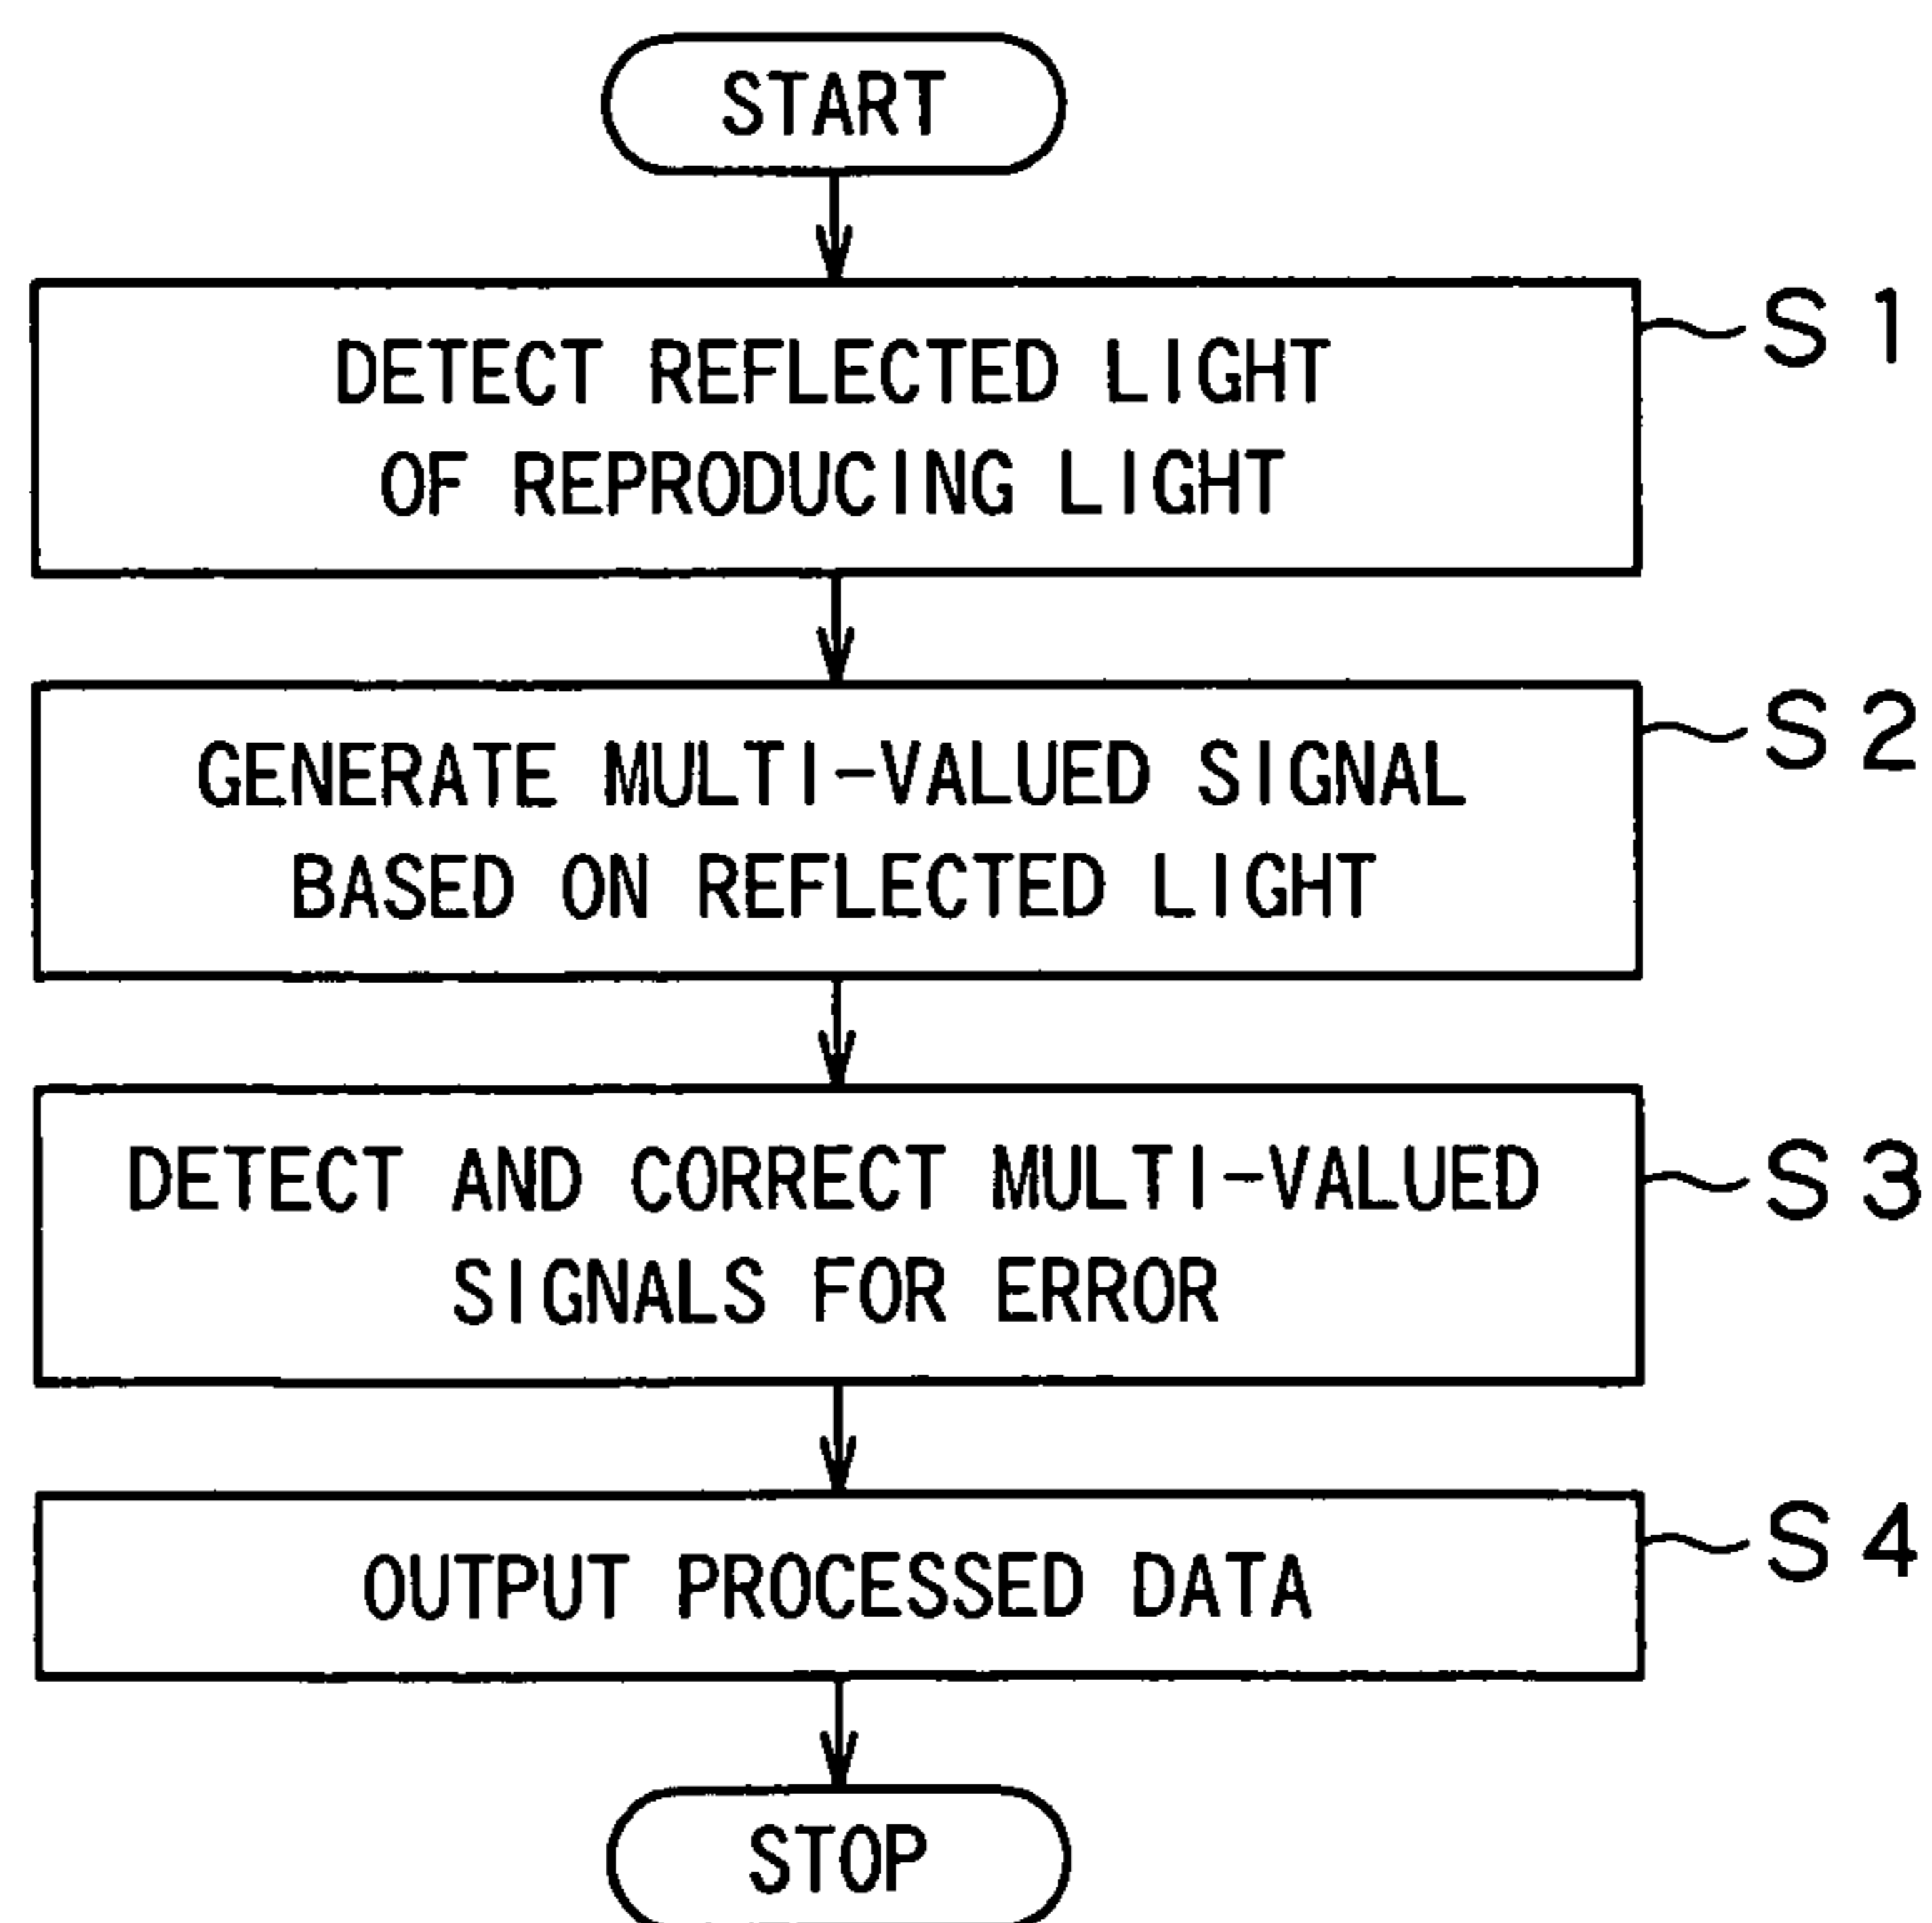 START
DETECT REFLECTED LIGHT
OF REPRODUCING LIGHT
S1
GENERATE MULTI-VALUED SIGNAL
BASED ON REFLECTED LIGHT
S2
DETECT AND CORRECT MULTI-VALUED
SIGNALS FOR ERROR
S3
OUTPUT PROCESSED DATA
S4
STOP